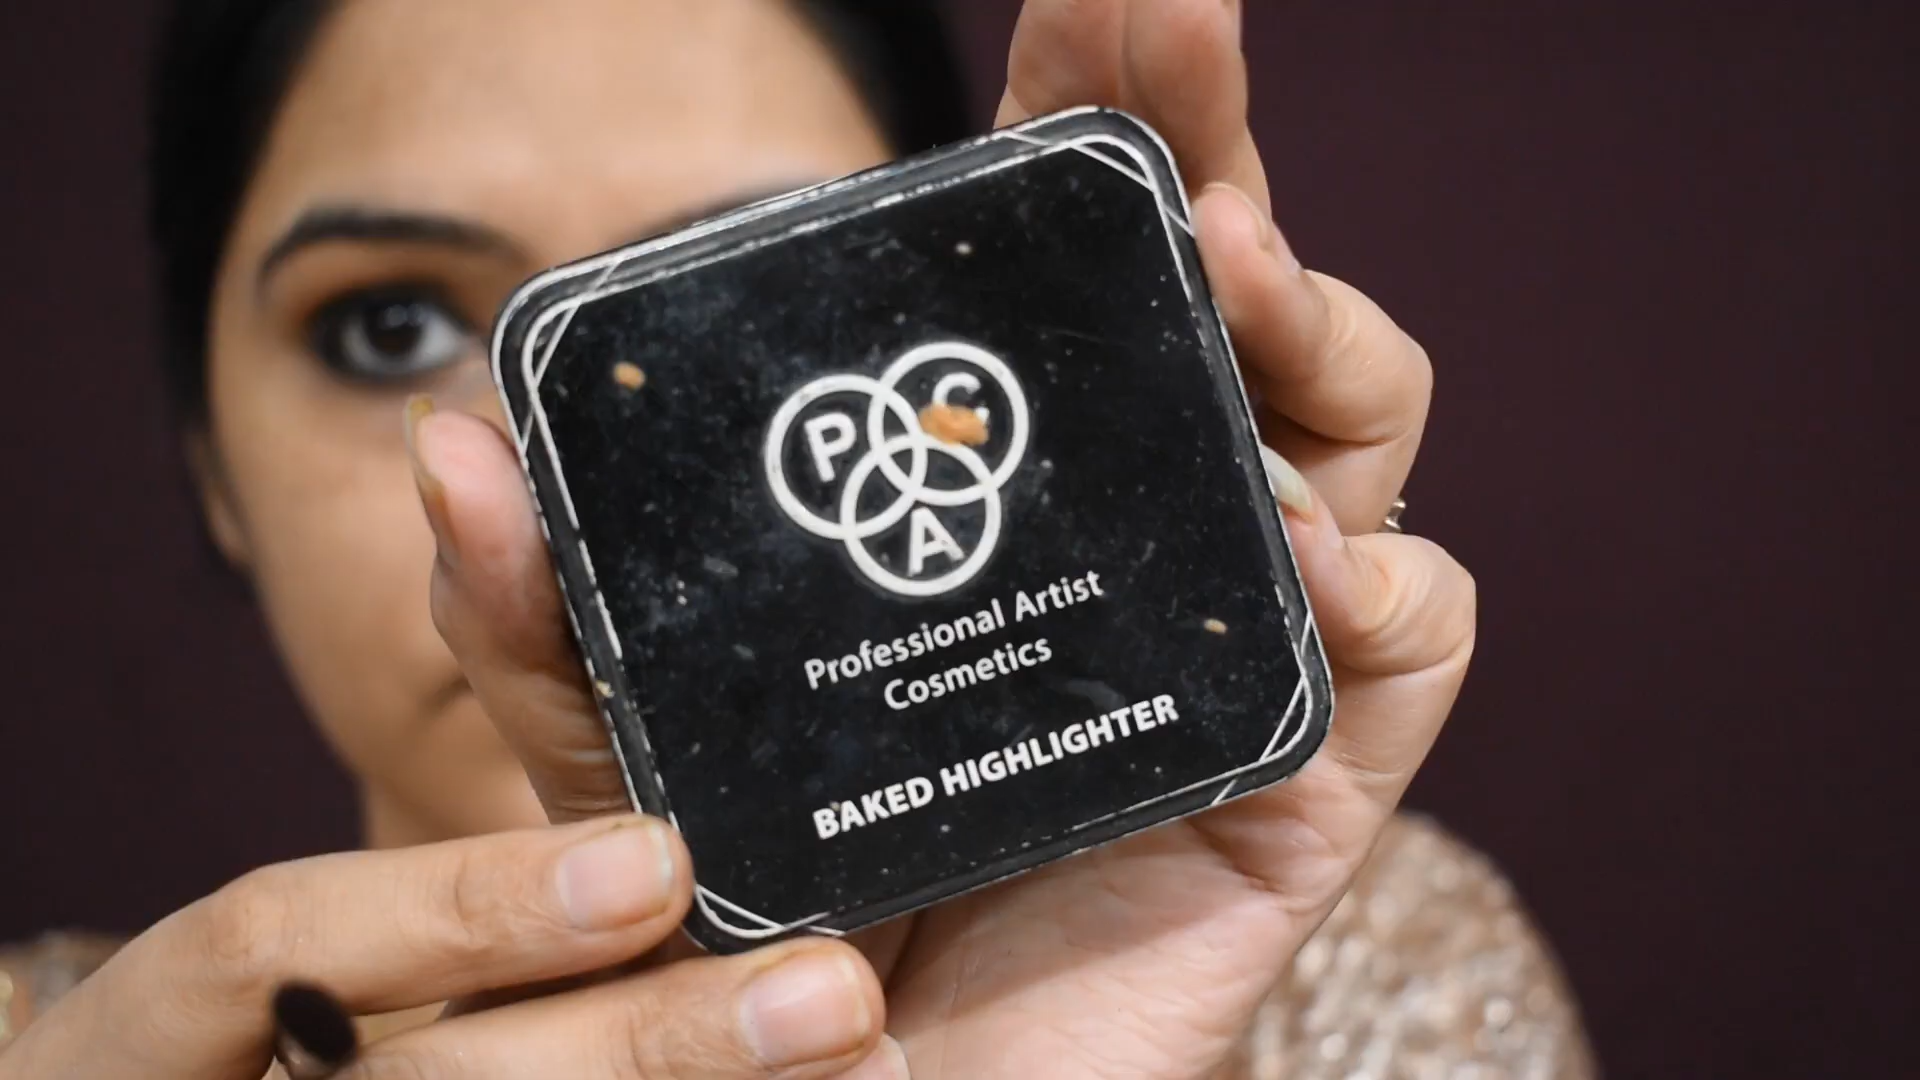 P C
A
Professional Artist
Cosmetics
BAKED HIGHLIGHTER